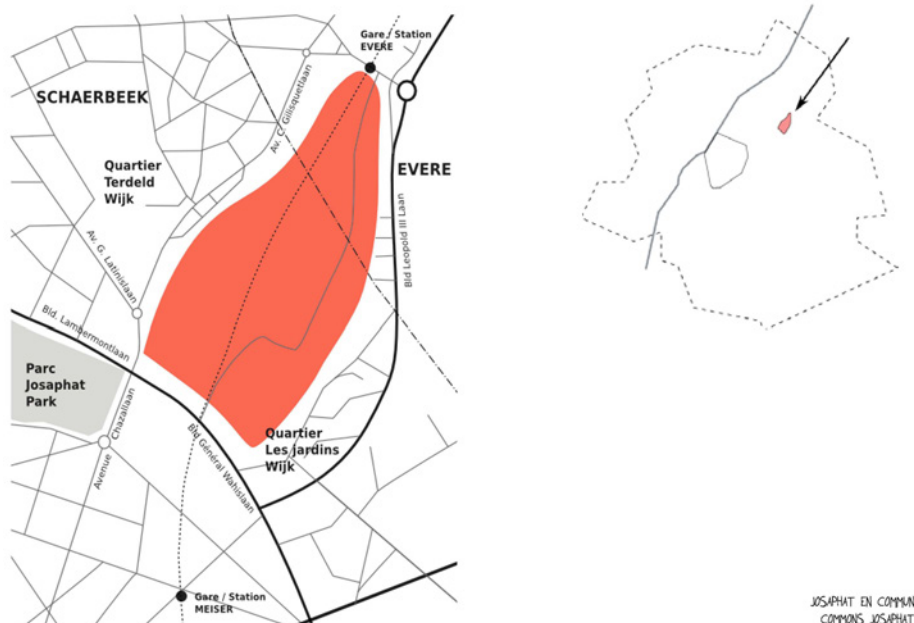 Gare / Station
EVERE
SCHAERBEEK
Av. C. Gilisquetlaan
Quartier
Terdeld
Wijk
EVERE
Av. G. Latinislaan
Bld Leopold III Laan
Bld. Lambermontlaan
Parc
Josaphat
Park
Avenue Chazallaan
Bld Général Wahislaan
Quartier
Les Jardins
Wijk
Gare / Station
MEISER
JOSAPHAT EN COMMUN
COMMONS JOSAPHAT